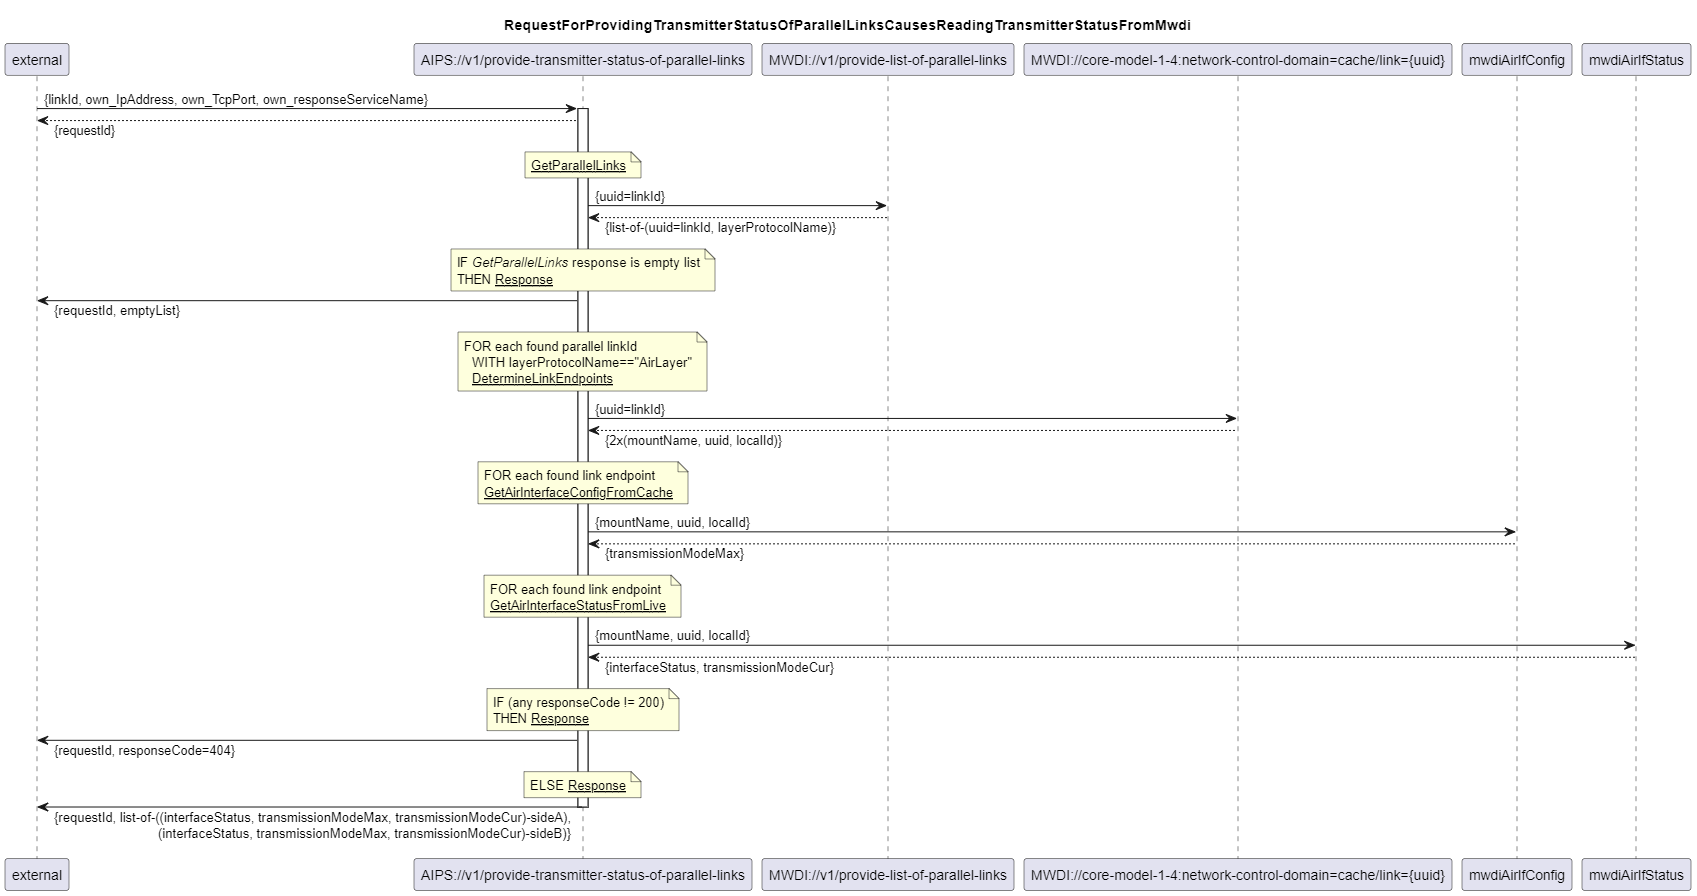 RequestForProvidingTransmitterStatusOfParallelLinksCausesReadingTransmitterStatusFromMwdi
external
AIPS://v1/provide-transmitter-status-of-parallel-links
MWDI://v1/provide-list-of-parallel-links
MWDI://core-model-1-4:network-control-domain=cache/link={uuid}
mwdiAirIfConfig
mwdiAirIfStatus
{linkId, own_IpAddress, own_TcpPort, own_responseServiceName}
{requestId}
GetParallelLinks
{uuid=linkId}
{list-of-(uuid=linkId, layerProtocolName)}
IF GetParallelLinks response is empty list
THEN Response
{requestId, emptyList}
FOR each found parallel linkId
WITH layerProtocolName=="AirLayer"
DetermineLinkEndpoints
{uuid=linkId}
{2x(mountName, uuid, localId)}
FOR each found link endpoint
GetAirInterfaceConfigFromCache
{mountName, uuid, localId}
{transmissionModeMax}
FOR each found link endpoint
GetAirInterfaceStatusFromLive
{mountName, uuid, localId}
{interfaceStatus, transmissionModeCur}
IF (any responseCode != 200)
THEN Response
{requestId, responseCode=404}
ELSE Response
{requestId, list-of-((interfaceStatus, transmissionModeMax, transmissionModeCur)-sideA),
(interfaceStatus, transmissionModeMax, transmissionModeCur)-sideB)}
external
AIPS://v1/provide-transmitter-status-of-parallel-links
MWDI://v1/provide-list-of-parallel-links
MWDI://core-model-1-4:network-control-domain=cache/link={uuid}
mwdiAirIfConfig
mwdiAirIfStatus